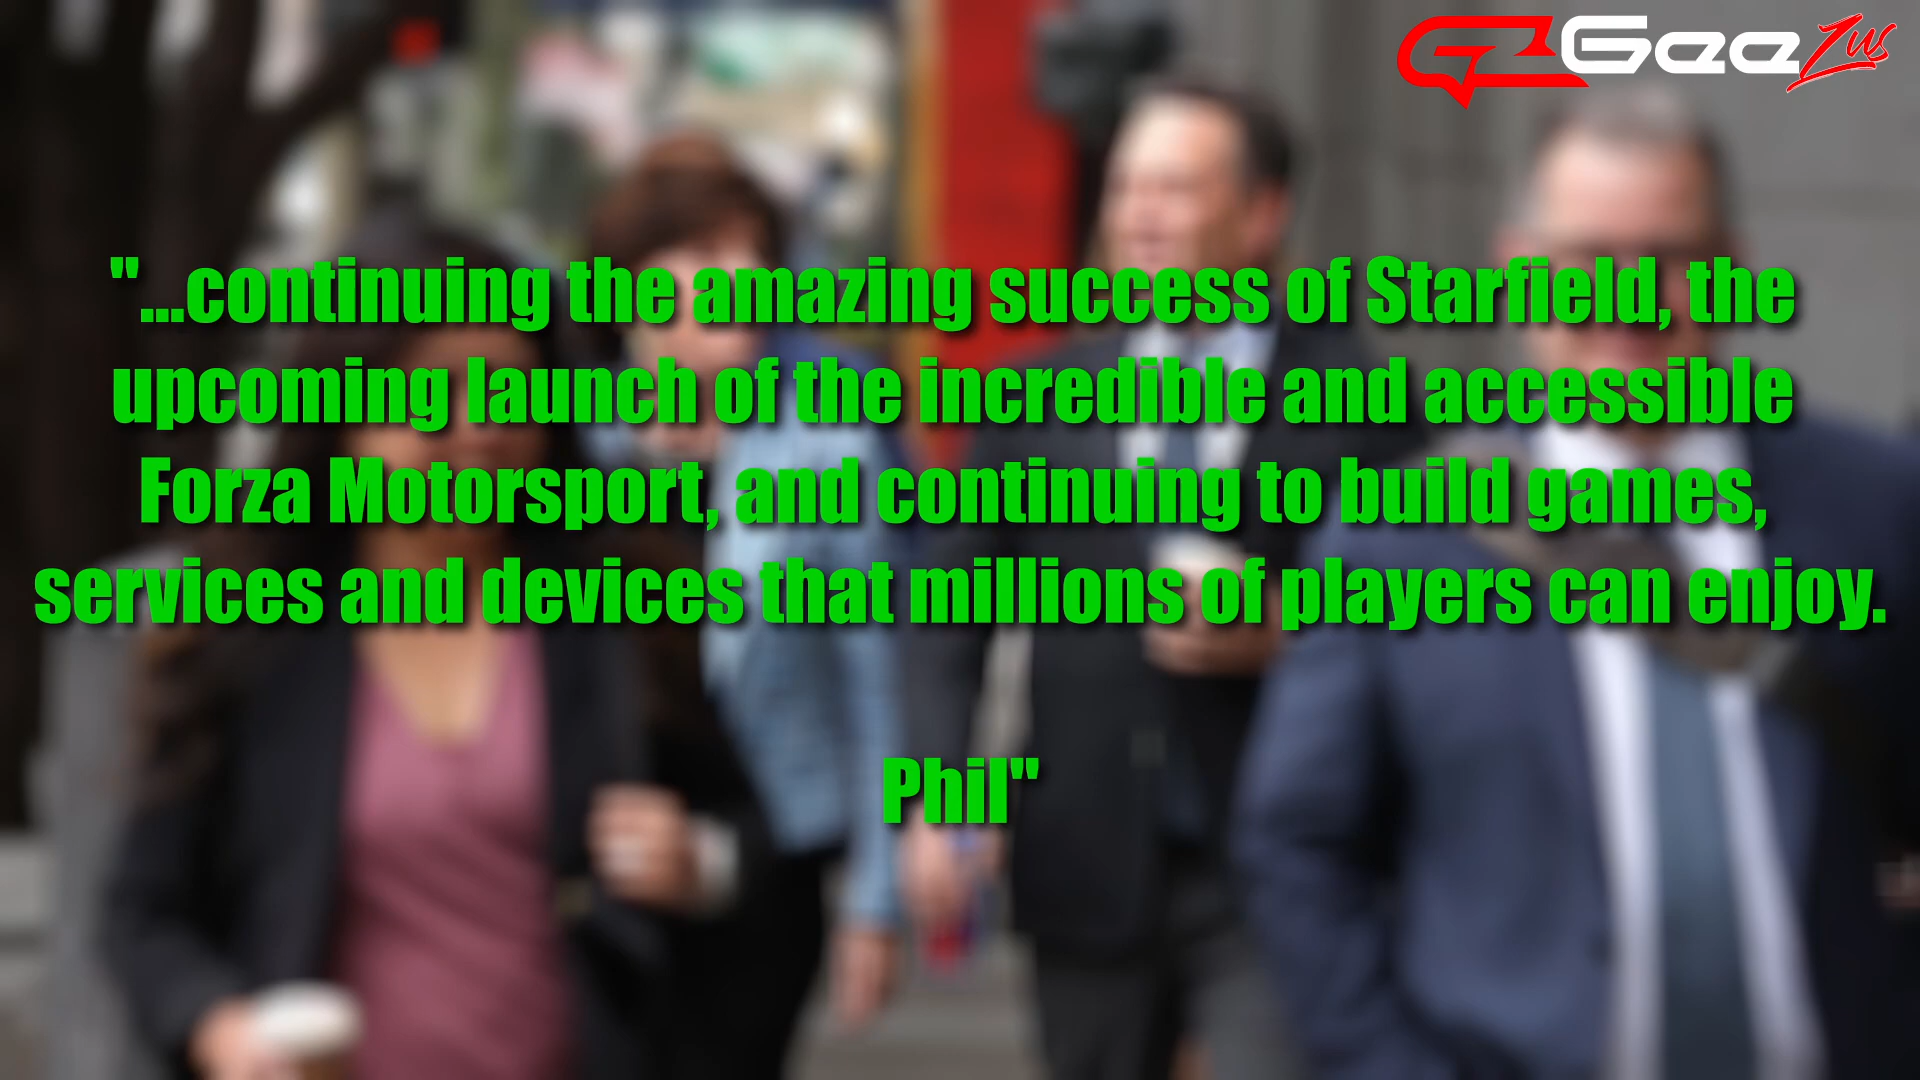 GeeZus
"...continuing the amazing success of Starfield, the
upcoming launch of the incredible and accessible
Forza Motorsport, and continuing to build games,
services and devices that millions of players can enjoy.
Phil"